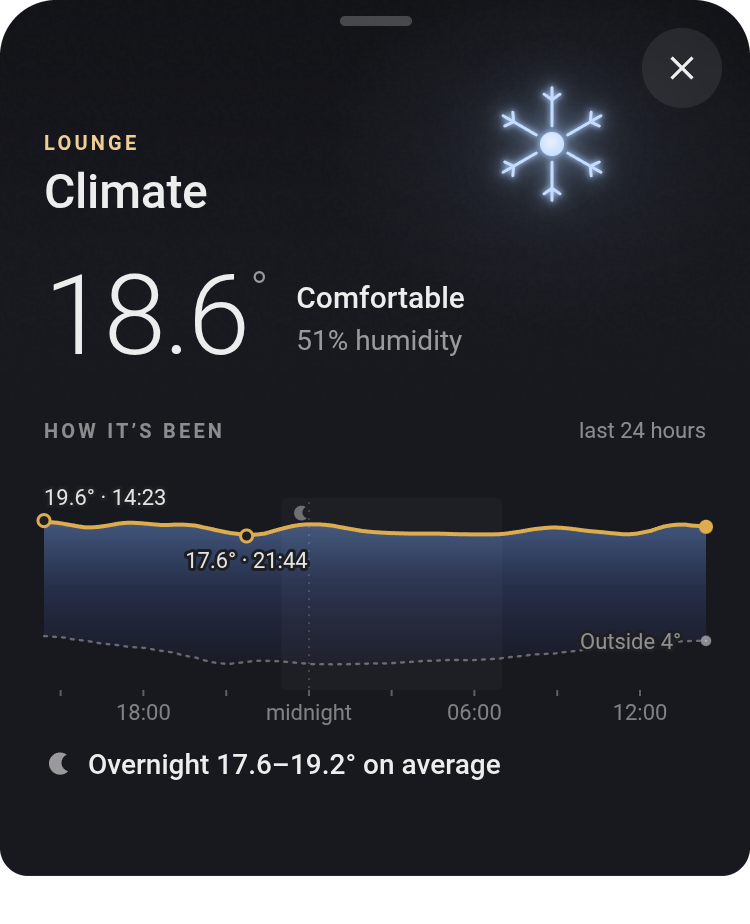 LOUNGE
Climate
18.6°
Comfortable
51% humidity
HOW IT’S BEEN
last 24 hours
19.6° · 14:23
17.6° · 21:44
Outside 4°
18:00
midnight
06:00
12:00
Overnight 17.6–19.2° on average